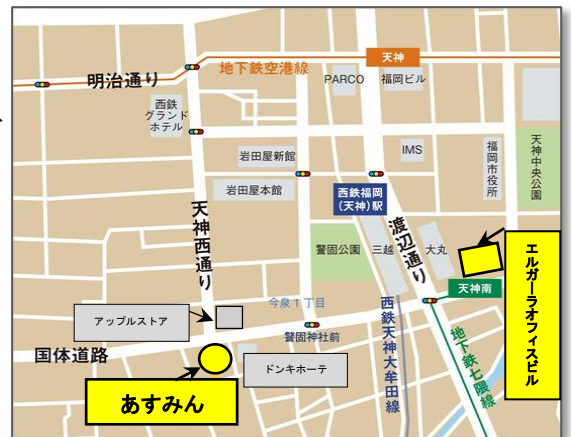 天神
地下鉄空港線
明治通り
PARCO
福岡ビル
西鉄
グランド
ホテル
IMS
岩田屋新館
福岡市役所
天神中央公園
岩田屋本館
西鉄福岡
(天神)駅
天神西通り
渡辺通り
警固公園
三越
大丸
エルガーラオフィスビル
天神南
今泉1丁目
アップルストア
西鉄天神大牟田線
警固神社前
国体道路
地下鉄七隈線
ドンキホーテ
あすみん